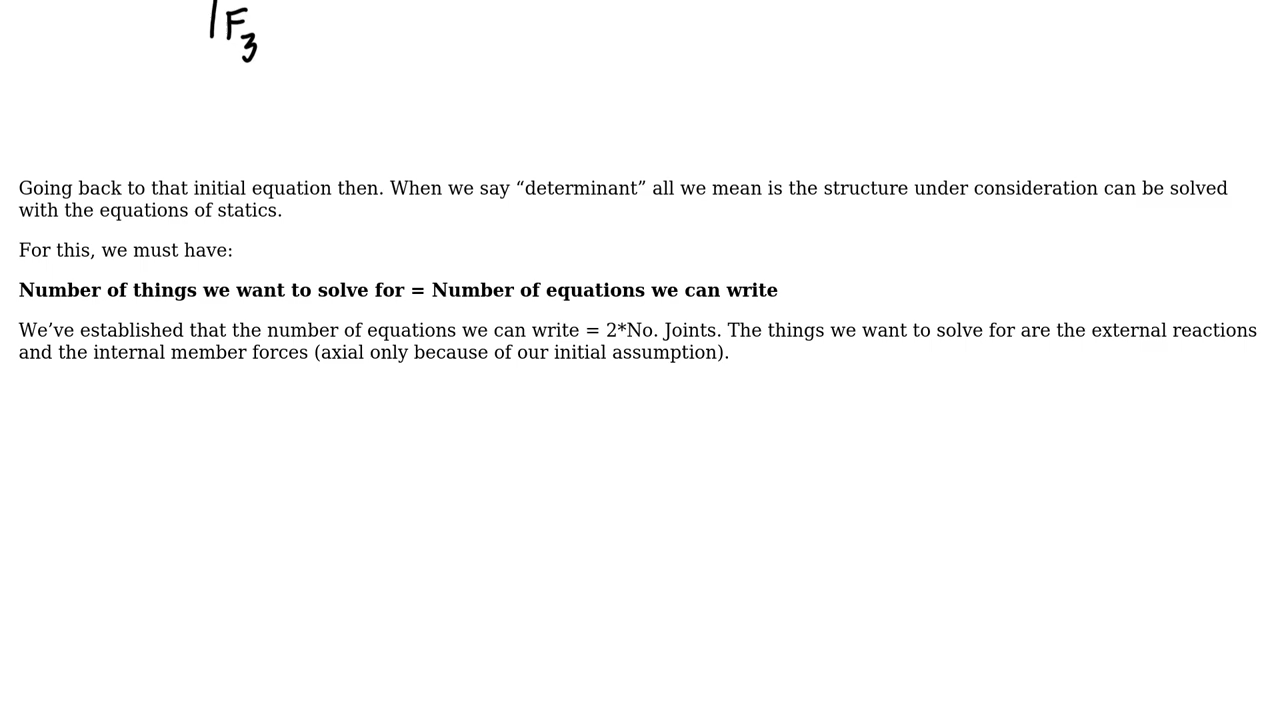 F3
Going back to that initial equation then. When we say “determinant” all we mean is the structure under consideration can be solved
with the equations of statics.
For this, we must have:
Number of things we want to solve for = Number of equations we can write
We’ve established that the number of equations we can write = 2*No. Joints. The things we want to solve for are the external reactions
and the internal member forces (axial only because of our initial assumption).